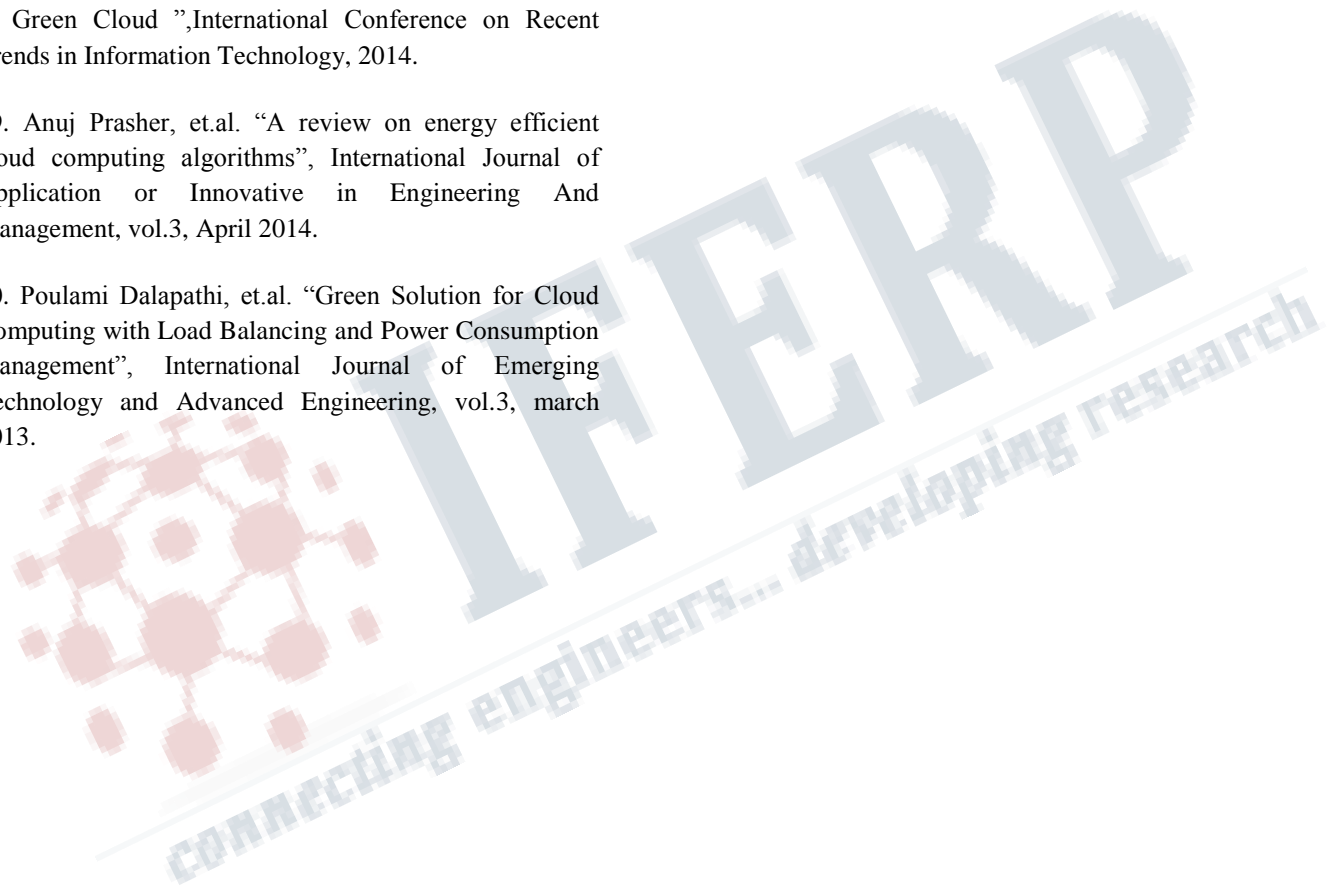 Green Cloud ”,International Conference on Recent
rends in Information Technology, 2014.
. Anuj Prasher, et.al. “A review on energy efficient
oud computing algorithms”, International Journal of
pplication or Innovative in Engineering And
anagement, vol.3, April 2014.
0. Poulami Dalapathi, et.al. “Green Solution for Cloud
omputing with Load Balancing and Power Consumption
anagement”, International Journal of Emerging
echnology and Advanced Engineering, vol.3, march
013.
IFERP
connecting engineers... developing research